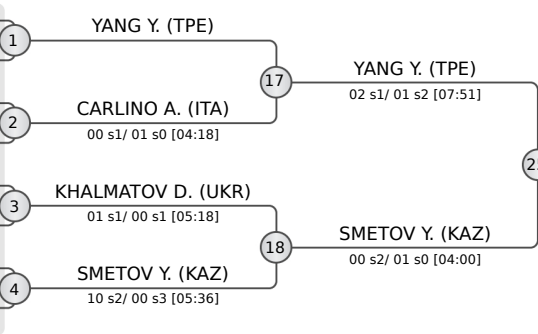 YANG Y. (TPE)
1
17
YANG Y. (TPE)
02 s1/ 01 s2 [07:51]
CARLINO A. (ITA)
2
00 s1/ 01 s0 [04:18]
KHALMATOV D. (UKR)
3
01 s1/ 00 s1 [05:18]
18
SMETOV Y. (KAZ)
00 s2/ 01 s0 [04:00]
SMETOV Y. (KAZ)
4
10 s2/ 00 s3 [05:36]